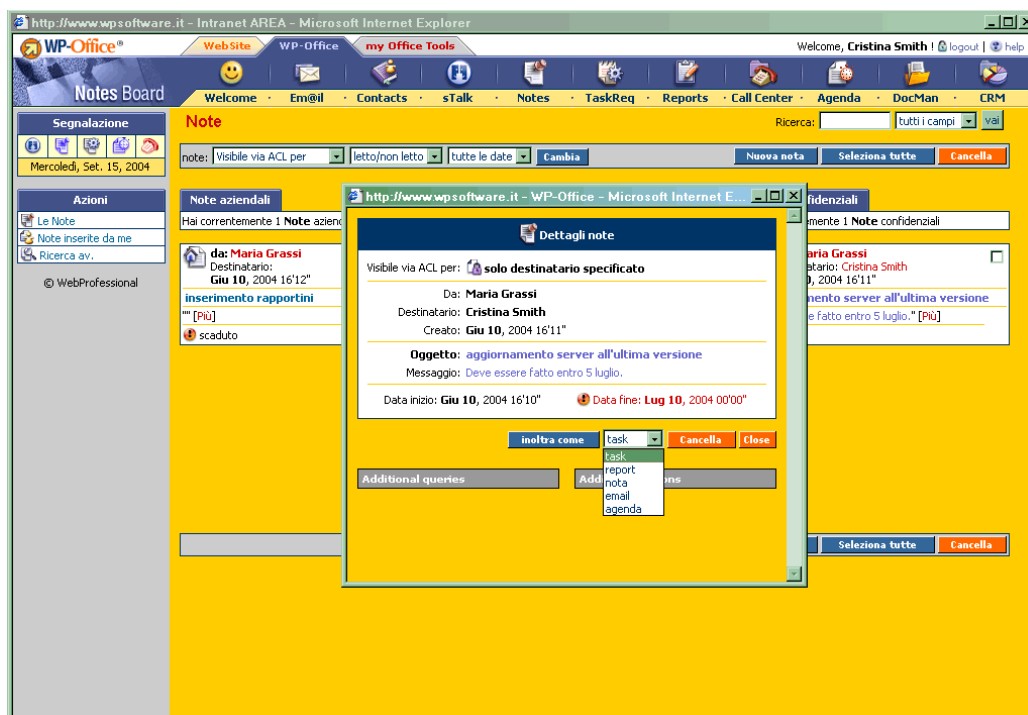 http://www.wpsoftware.it - Intranet AREA - Microsoft Internet Explorer
WP-Office®
WebSite
WP-Office
my Office Tools
Welcome, Cristina Smith ! logout | help
Notes Board
Welcome · Em@il · Contacts · sTalk · Notes · TaskReq · Reports · Call Center · Agenda · DocMan · CRM
Segnalazione
Mercoledì, Set. 15, 2004
Note
Ricerca: tutti i campi vai
note: Visibile via ACL per letto/non letto tutte le date Cambia
Nuova nota Seleziona tutte Cancella
Azioni
Le Note
Note inserite da me
Ricerca av.
© WebProfessional
Note aziendali
Hai correntemente 1 Note
da: Maria Grassi
Destinatario:
Giu 10, 2004 16'12"
inserimento rapportini
"" [Più]
scaduto
http://www.wpsoftware.it - WP-Office - Microsoft Internet E...
Dettagli note
Visibile via ACL per: solo destinatario specificato
Da: Maria Grassi
Destinatario: Cristina Smith
Creato: Giu 10, 2004 16'11"
Oggetto: aggiornamento server all'ultima versione
Messaggio: Deve essere fatto entro 5 luglio.
Data inizio: Giu 10, 2004 16'10" Data fine: Lug 10, 2004 00'00"
inoltra come task Cancella Close
task
report
nota
email
agenda
Additional queries
1 Note confidenziali
Cristina Smith
2004 16'11"
server all'ultima versione
fatto entro 5 luglio." [Più]
Seleziona tutte Cancella